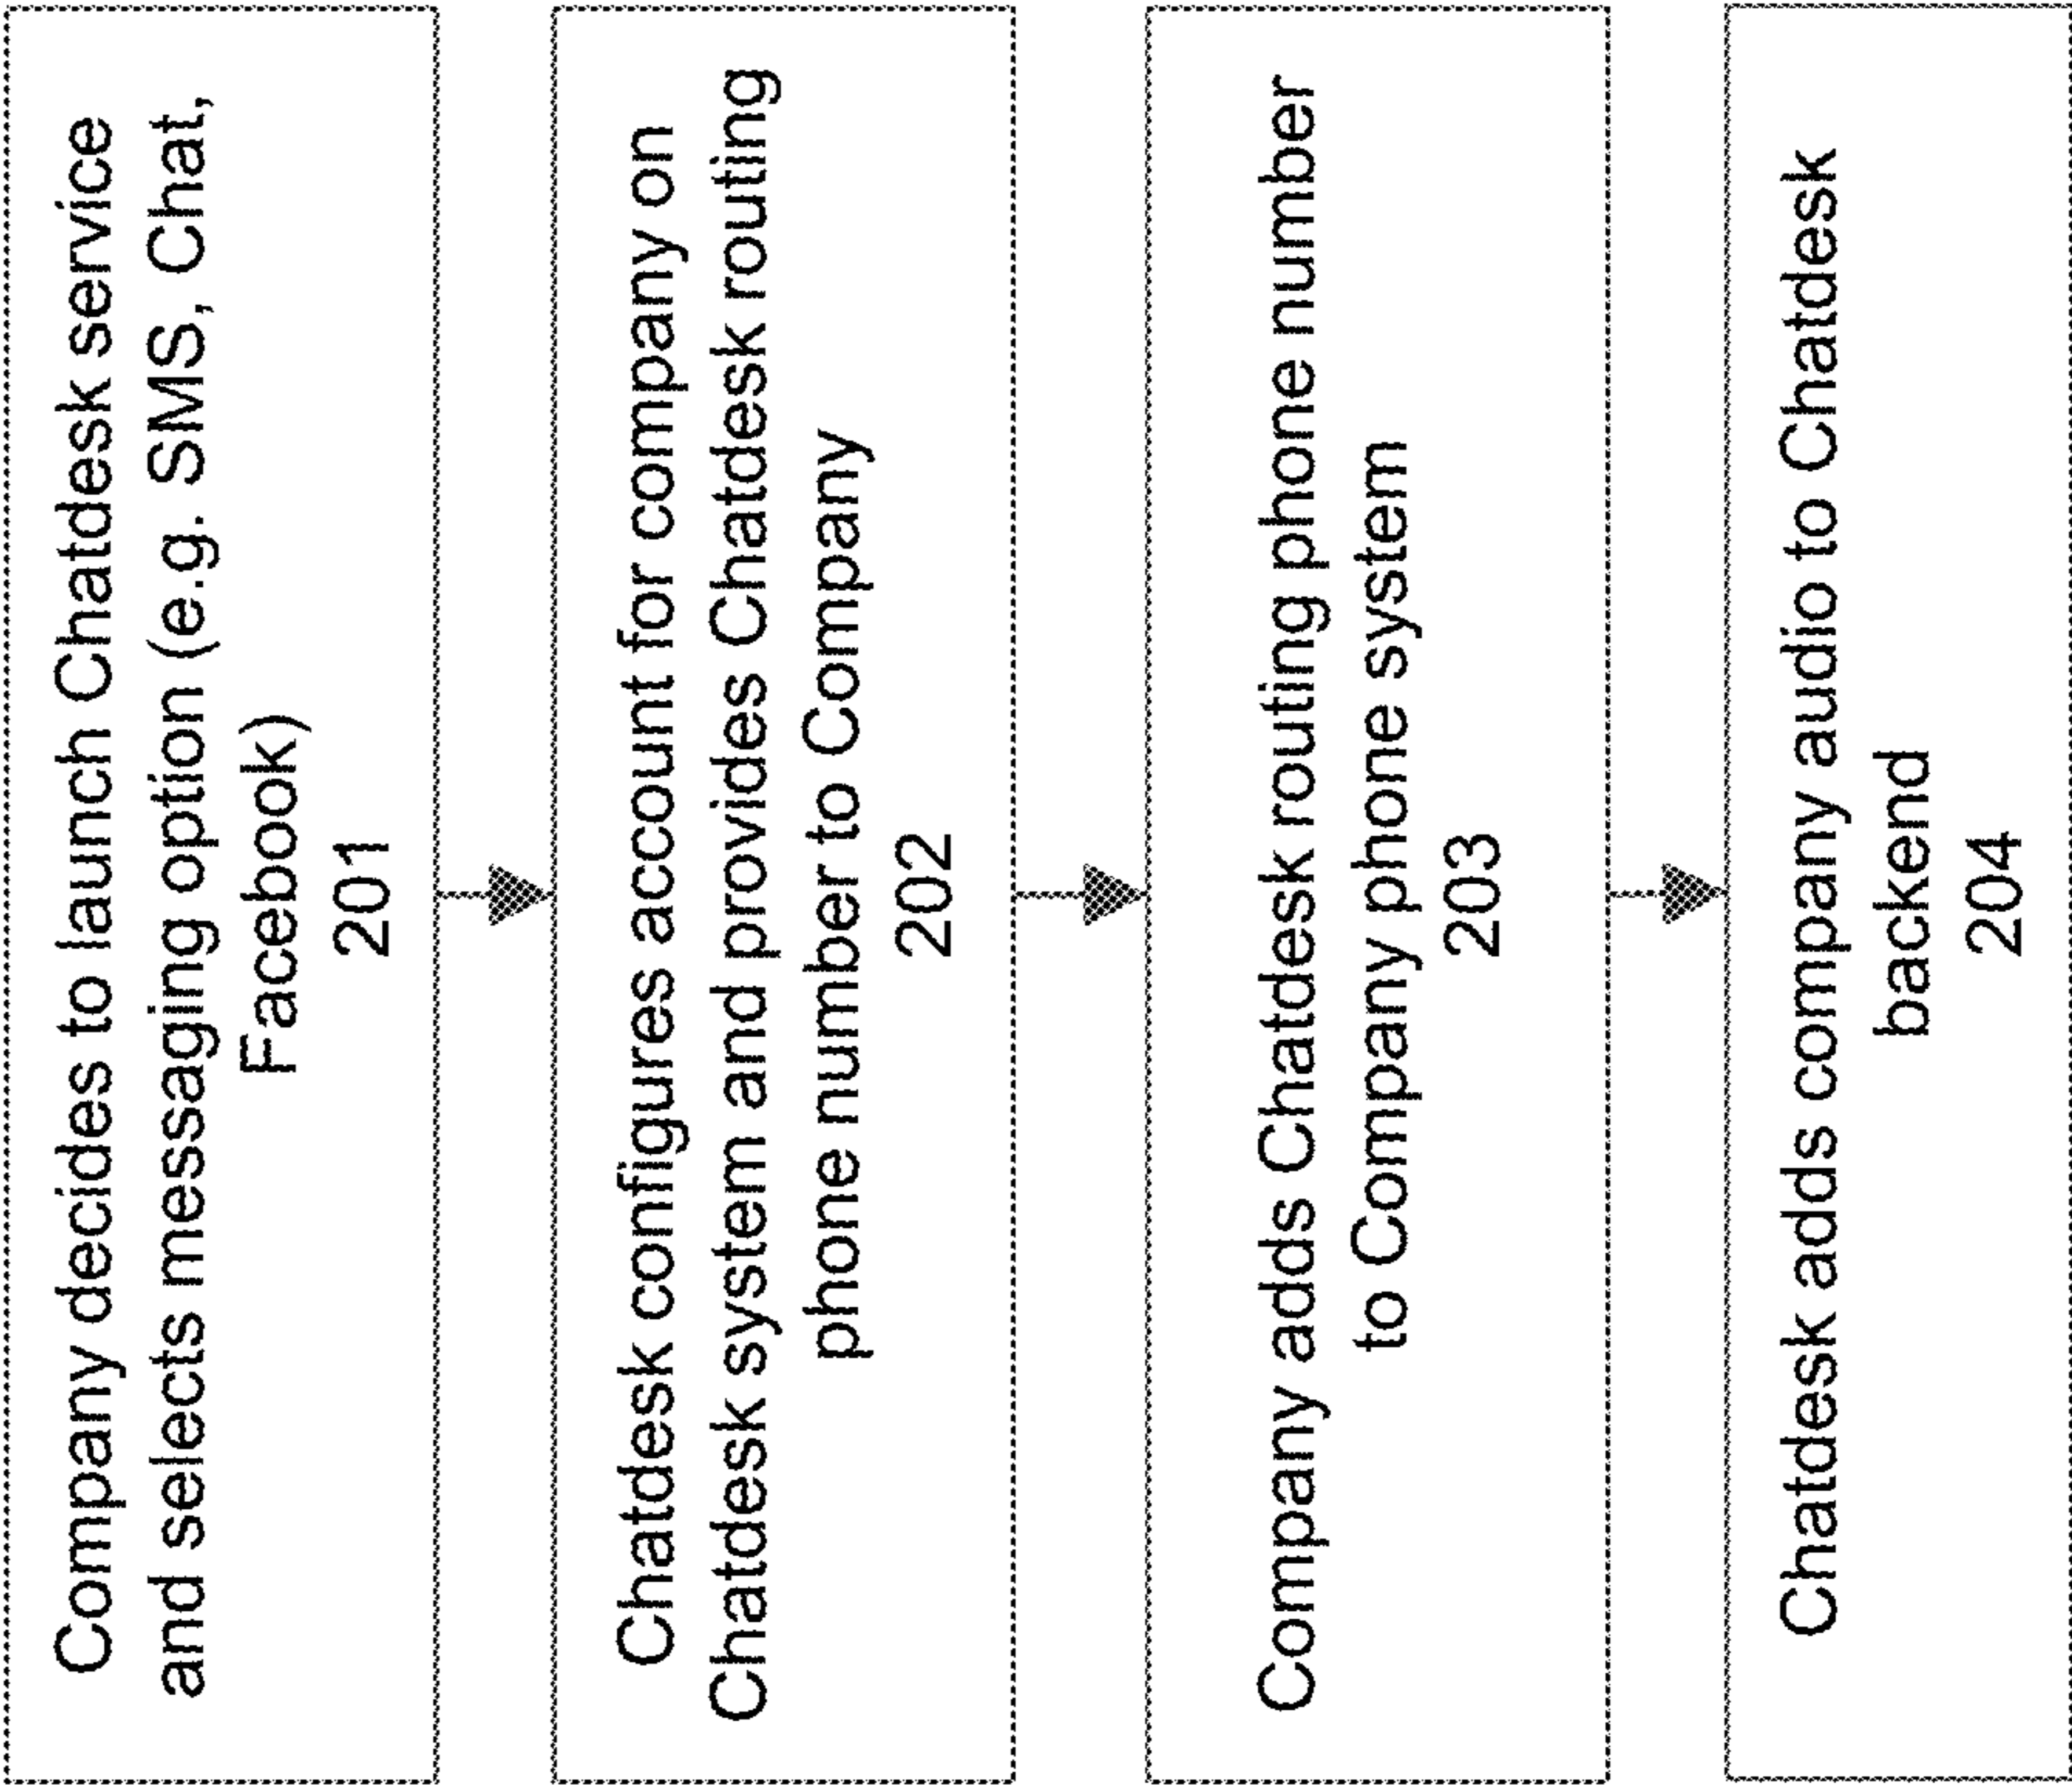 Company decides to launch Chatdesk service
and selects messaging option (e.g. SMS, Chat,
Facebook)
201
Chatdesk configures account for company on
Chatdesk system and provides Chatdesk routing
phone number to Company
202
Company adds Chatdesk routing phone number
to Company phone system
203
Chatdesk adds company audio to Chatdesk
backend
204